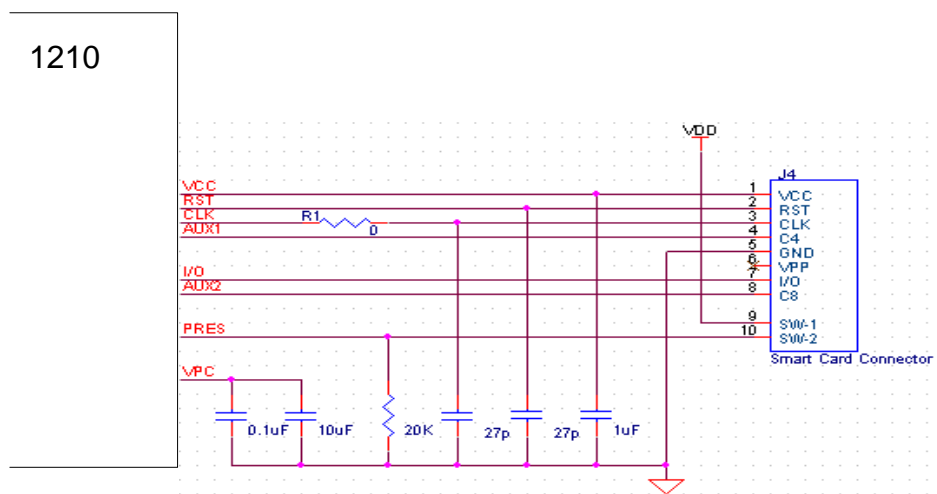 1210
VDD
J4
VCC 1 VCC
RST 2 RST
CLK R1 0 3 CLK
AUX1 4 C4
5 GND
6 VPP
I/O 7 I/O
AUX2 8 C8
9 SW-1
PRES 10 SW-2
Smart Card Connector
VPC
0.1uF 10uF 20K 27p 27p 1uF